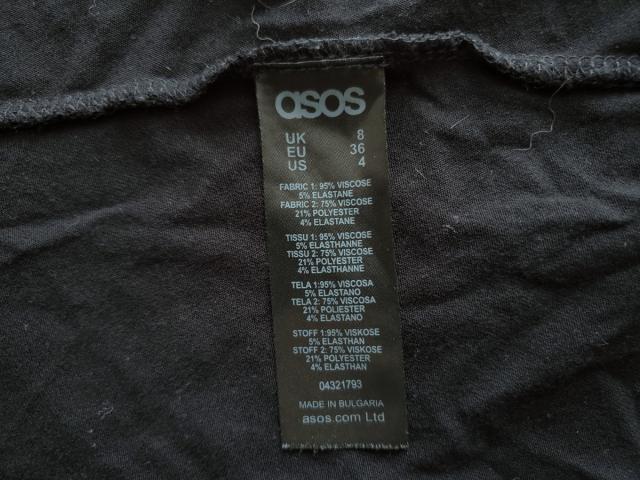 asos
UK 8
EU 36
US 4
FABRIC 1: 95% VISCOSE
5% ELASTANE
FABRIC 2: 75% VISCOSE
21% POLYESTER
4% ELASTANE
TISSU 1: 95% VISCOSE
5% ELASTHANNE
TISSU 2: 75% VISCOSE
21% POLYESTER
4% ELASTHANNE
TELA 1:95% VISCOSA
5% ELASTANO
TELA 2: 75% VISCOSA
21% POLIESTER
4% ELASTANO
STOFF 1:95% VISKOSE
5% ELASTHAN
STOFF 2: 75% VISKOSE
21% POLYESTER
4% ELASTHAN
04321793
MADE IN BULGARIA
asos.com Ltd